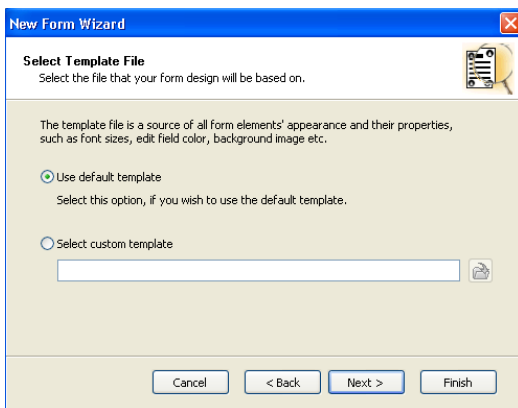 New Form Wizard
Select Template File
Select the file that your form design will be based on.
The template file is a source of all form elements' appearance and their properties,
such as font sizes, edit field color, background image etc.
Use default template
Select this option, if you wish to use the default template.
Select custom template
Cancel
< Back
Next >
Finish